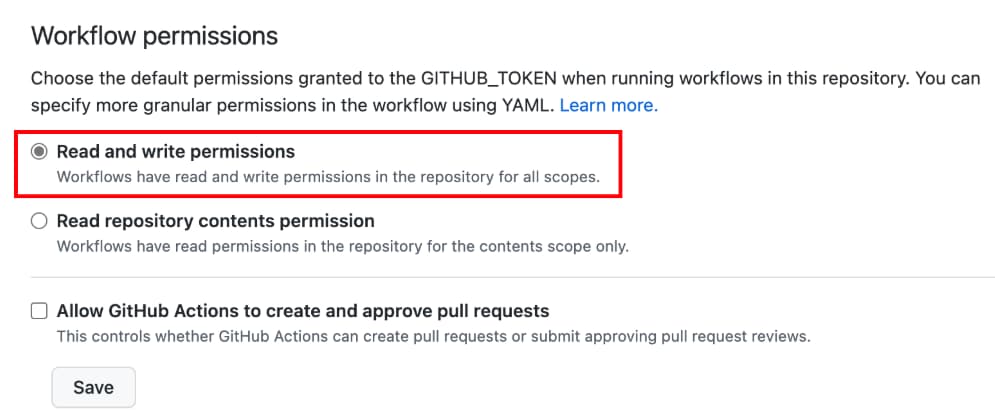 Workflow permissions
Choose the default permissions granted to the GITHUB_TOKEN when running workflows in this repository. You can
specify more granular permissions in the workflow using YAML. Learn more.
Read and write permissions
Workflows have read and write permissions in the repository for all scopes.
Read repository contents permission
Workflows have read permissions in the repository for the contents scope only.
Allow GitHub Actions to create and approve pull requests
This controls whether GitHub Actions can create pull requests or submit approving pull request reviews.
Save